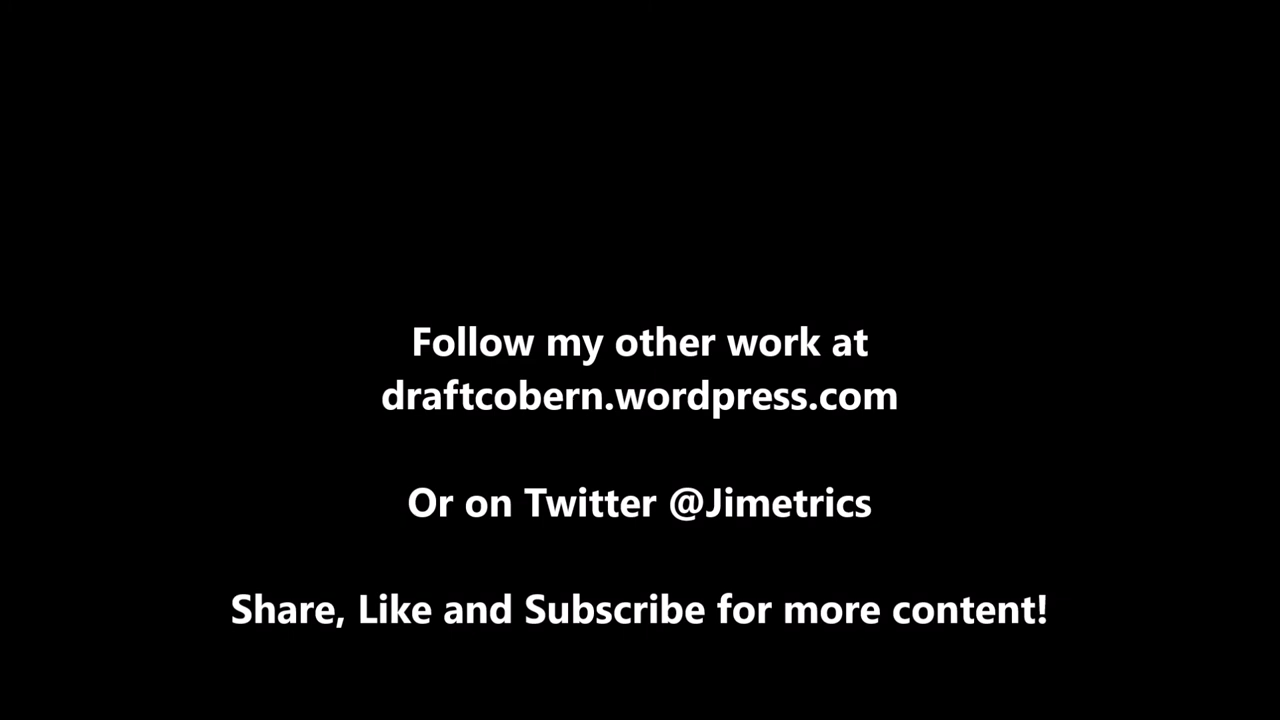 Follow my other work at
draftcobern.wordpress.com
Or on Twitter @Jimetrics
Share, Like and Subscribe for more content!